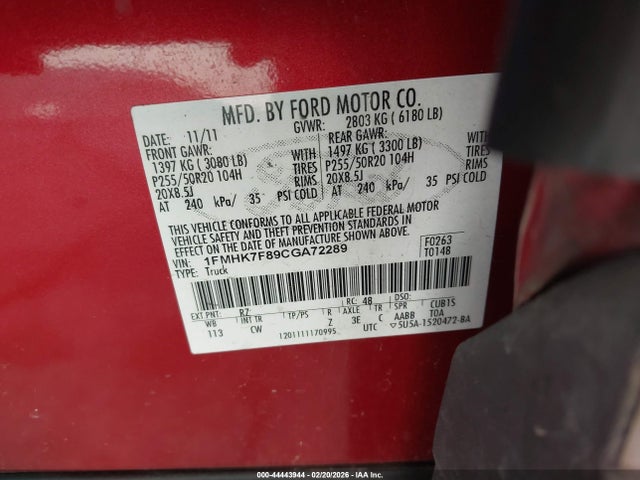 MFD. BY FORD MOTOR CO.
DATE: 11/11 GVWR: 2803 KG ( 6180 LB)
FRONT GAWR: REAR GAWR:
1397 KG ( 3080 LB) WITH 1497 KG ( 3300 LB) WITH
P255/50R20 104H TIRES P255/50R20 104H TIRES
20X8.5J RIMS 20X8.5J RIMS
AT 240 kPa/ 35 PSI COLD AT 240 kPa/ 35 PSI COLD
THIS VEHICLE CONFORMS TO ALL APPLICABLE FEDERAL MOTOR
VEHICLE SAFETY AND THEFT PREVENTION STANDARDS IN
EFFECT ON THE DATE OF MANUFACTURE SHOWN ABOVE.
VIN: 1FMHK7F89CGA72289 F0263
TYPE: Truck T0148
EXT PNT: RZ RC: 48 DSO:
WB INT TR TP/PS R AXLE TR SPR CUB1S
113 CW Z 3E C AABB TOA
1201111170995 UTC 5U5A-1520472-BA
(000-44443944 - 02/20/2026 - IAA Inc.